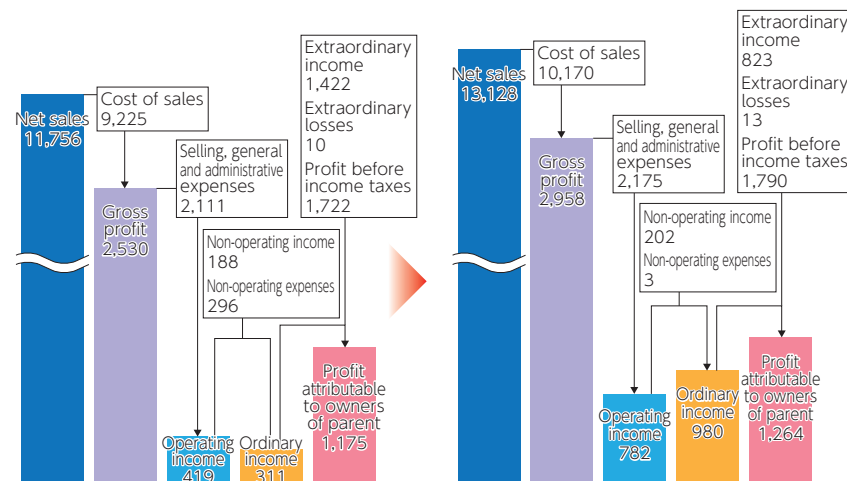 Net sales
11,756
Cost of sales
9,225
Gross
profit
2,530
Selling, general
and administrative
expenses
2,111
Extraordinary
income
1,422
Extraordinary
losses
10
Profit before
income taxes
1,722
Non-operating income
188
Non-operating expenses
296
Operating
income
419
Ordinary
income
311
Profit
attributable
to owners
of parent
1,175
Net sales
13,128
Cost of sales
10,170
Gross
profit
2,958
Selling, general
and administrative
expenses
2,175
Extraordinary
income
823
Extraordinary
losses
13
Profit before
income taxes
1,790
Non-operating income
202
Non-operating expenses
3
Operating
income
782
Ordinary
income
980
Profit
attributable
to owners
of parent
1,264